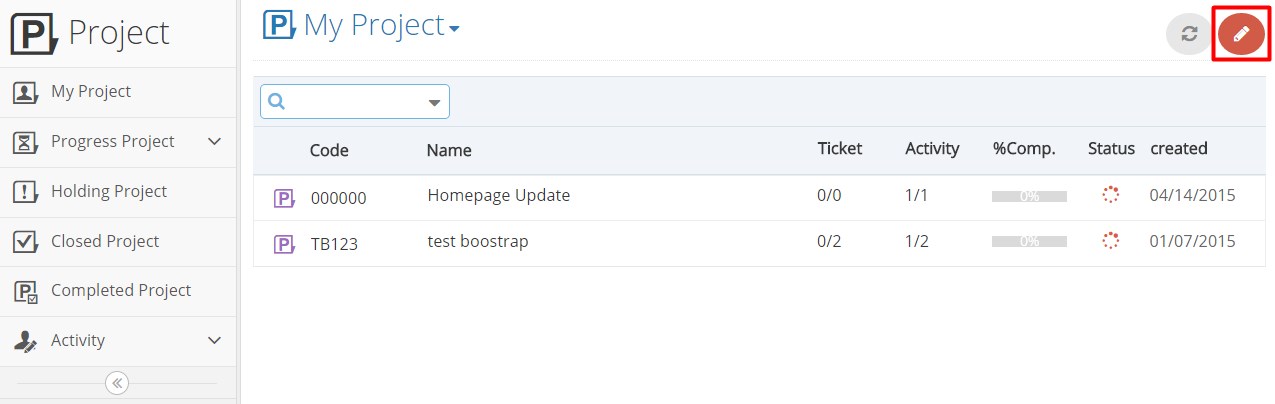 Project
My Project
Progress Project
Holding Project
Closed Project
Completed Project
Activity
My Project
Code Name Ticket Activity %Comp. Status created
000000 Homepage Update 0/0 1/1 0% 04/14/2015
TB123 test boostrap 0/2 1/2 0% 01/07/2015